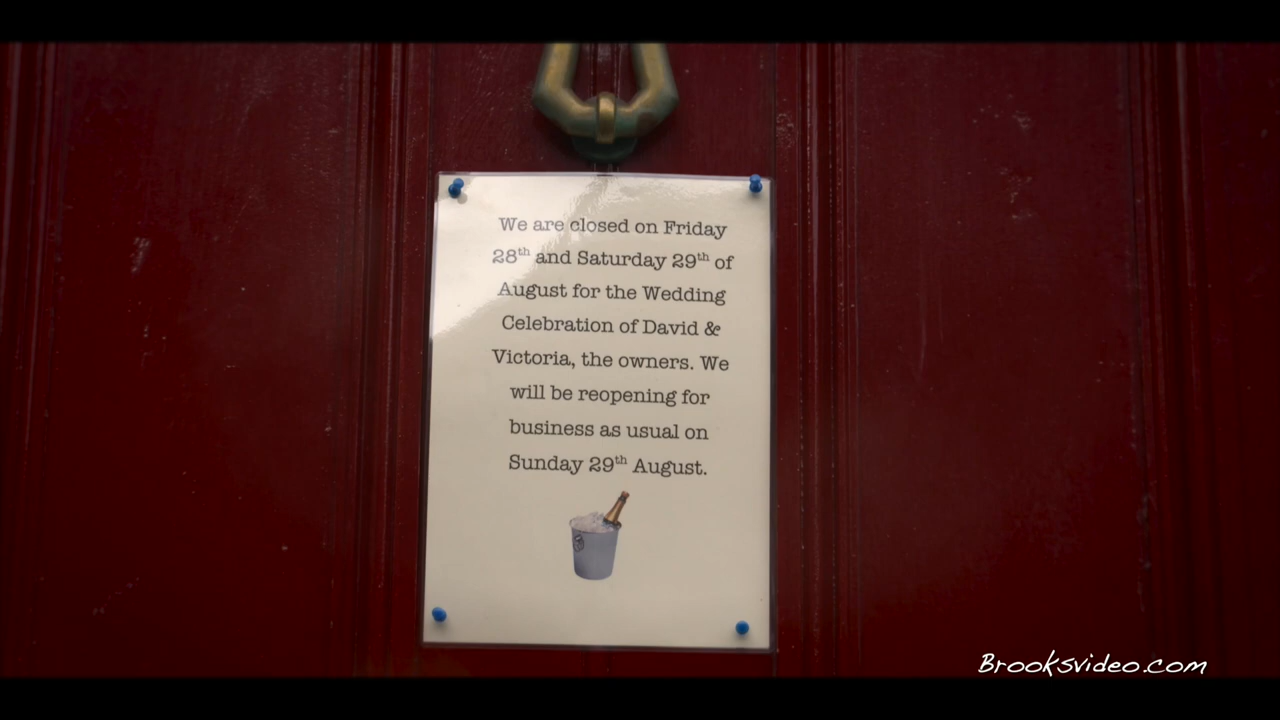 We are closed on Friday
28th and Saturday 29th of
August for the Wedding
Celebration of David &
Victoria, the owners. We
will be reopening for
business as usual on
Sunday 29th August.
Brooksvideo.com